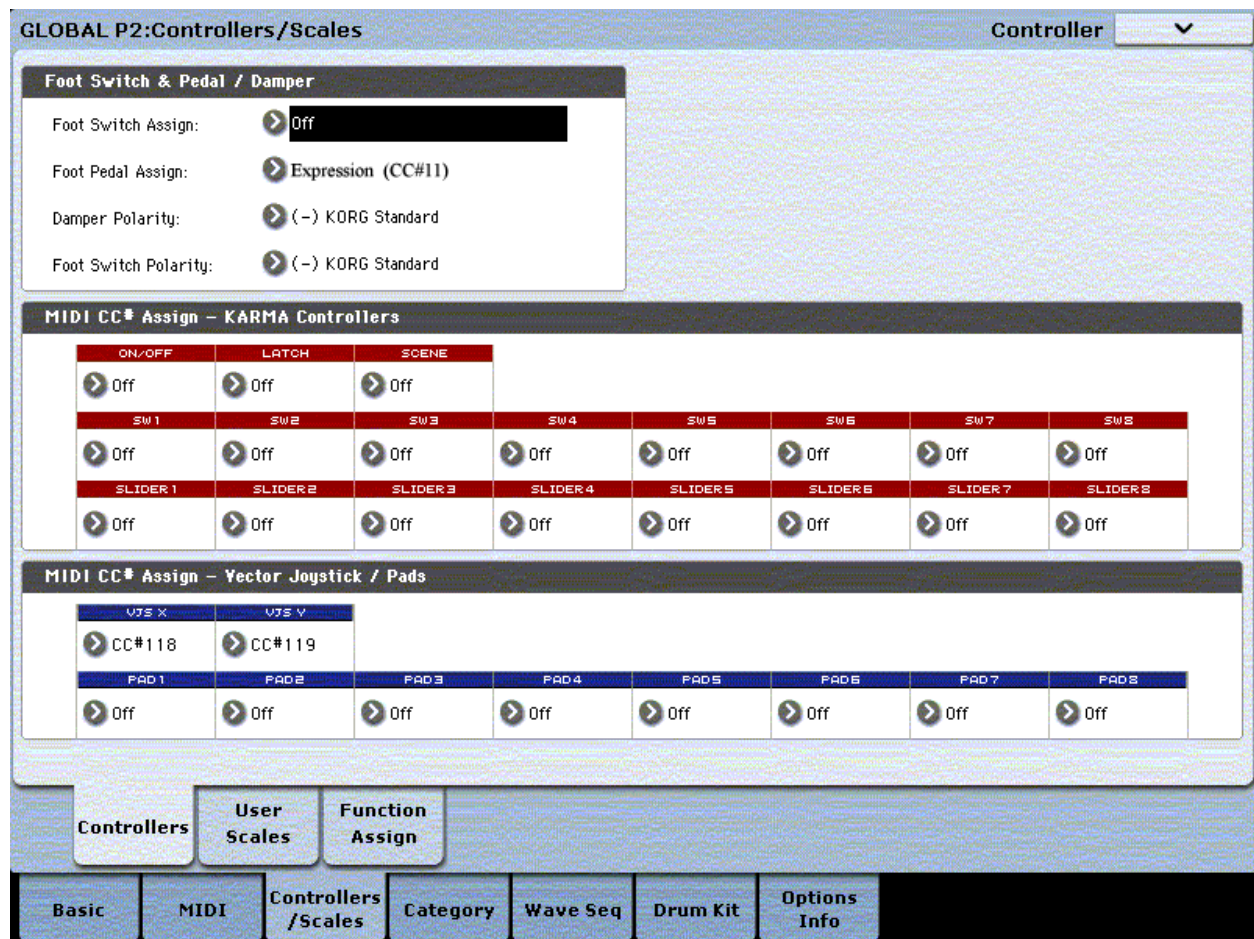 GLOBAL P2:Controllers/Scales Controller
Foot Switch & Pedal / Damper
Foot Switch Assign: Off
Foot Pedal Assign: Expression (CC#11)
Damper Polarity: (-) KORG Standard
Foot Switch Polarity: (-) KORG Standard
MIDI CC# Assign – KARMA Controllers
ON/OFF LATCH SCENE
Off Off Off
SW1 SW2 SW3 SW4 SW5 SW6 SW7 SW8
Off Off Off Off Off Off Off Off
SLIDER1 SLIDER2 SLIDER3 SLIDER4 SLIDER5 SLIDER6 SLIDER7 SLIDER8
Off Off Off Off Off Off Off Off
MIDI CC# Assign – Vector Joystick / Pads
VJS X VJS Y
CC#118 CC#119
PAD1 PAD2 PAD3 PAD4 PAD5 PAD6 PAD7 PAD8
Off Off Off Off Off Off Off Off
Controllers User Scales Function Assign
Basic MIDI Controllers /Scales Category Wave Seq Drum Kit Options Info